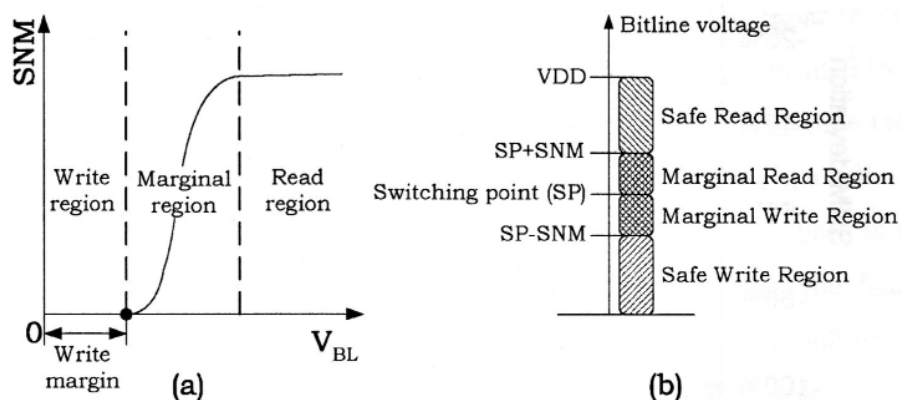 SNM
Write
region
Marginal
region
Read
region
0
Write
margin
V_BL
(a)
Bitline voltage
VDD
Safe Read Region
SP+SNM
Marginal Read Region
Switching point (SP)
Marginal Write Region
SP-SNM
Safe Write Region
(b)